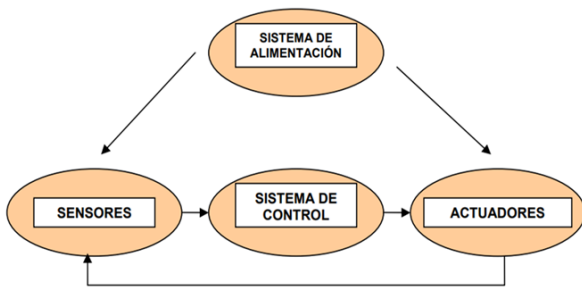 SISTEMA DE
ALIMENTACIÓN
SENSORES
SISTEMA DE
CONTROL
ACTUADORES